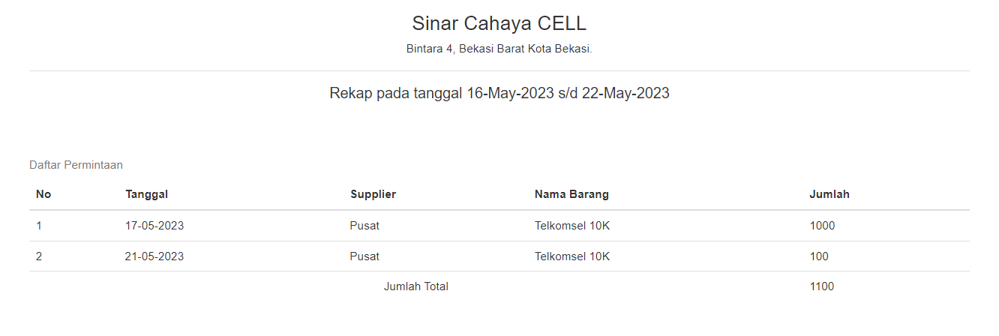 Sinar Cahaya CELL
Bintara 4, Bekasi Barat Kota Bekasi.
Rekap pada tanggal 16-May-2023 s/d 22-May-2023
Daftar Permintaan
No Tanggal Supplier Nama Barang Jumlah
1 17-05-2023 Pusat Telkomsel 10K 1000
2 21-05-2023 Pusat Telkomsel 10K 100
Jumlah Total 1100